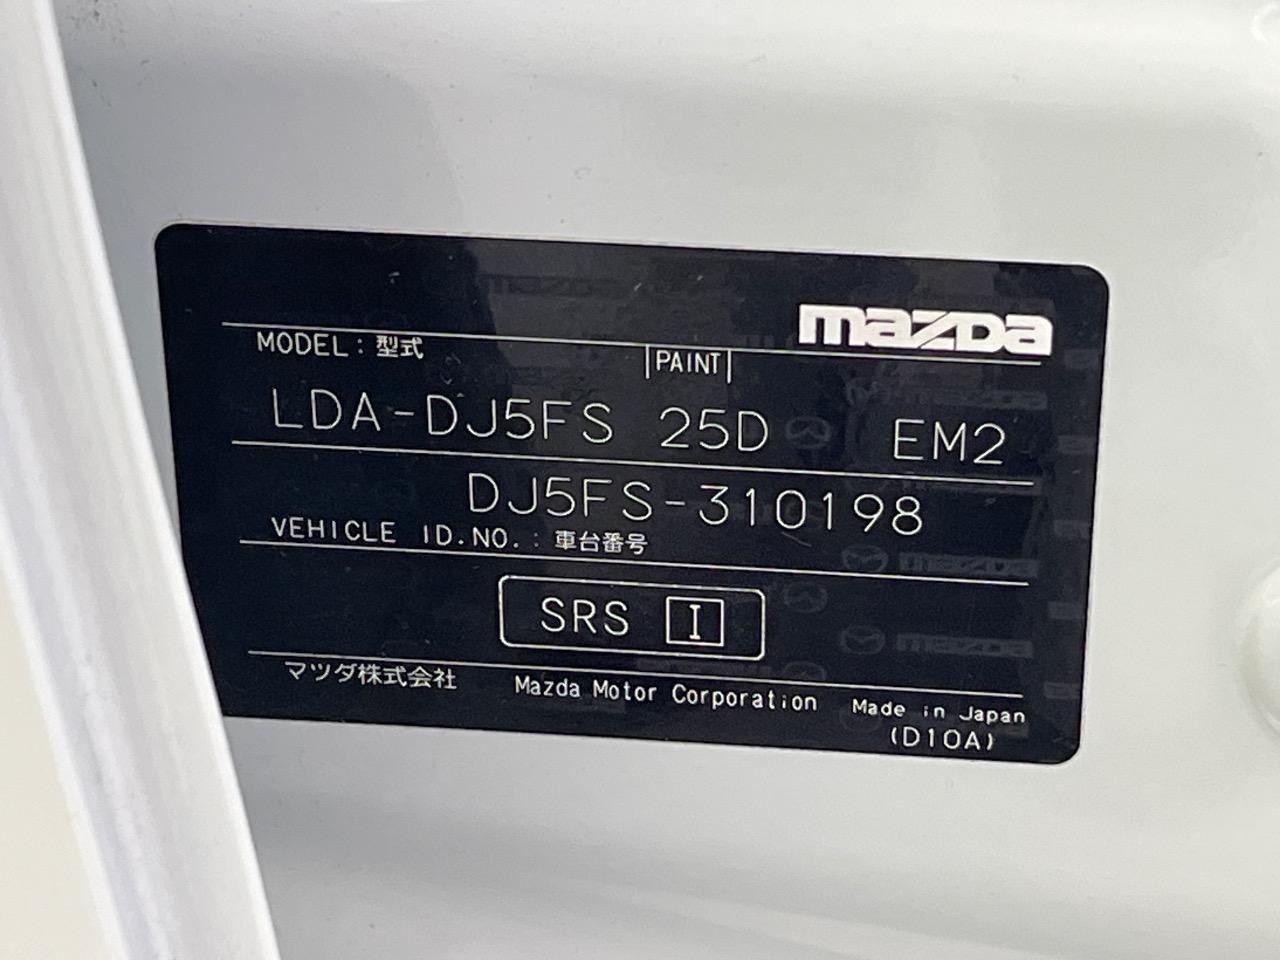 mazda
MODEL：型式 PAINT
LDA-DJ5FS 25D EM2
DJ5FS-310198
VEHICLE ID.NO.：車台番号
SRS I
マツダ株式会社 Mazda Motor Corporation Made in Japan
(D10A)